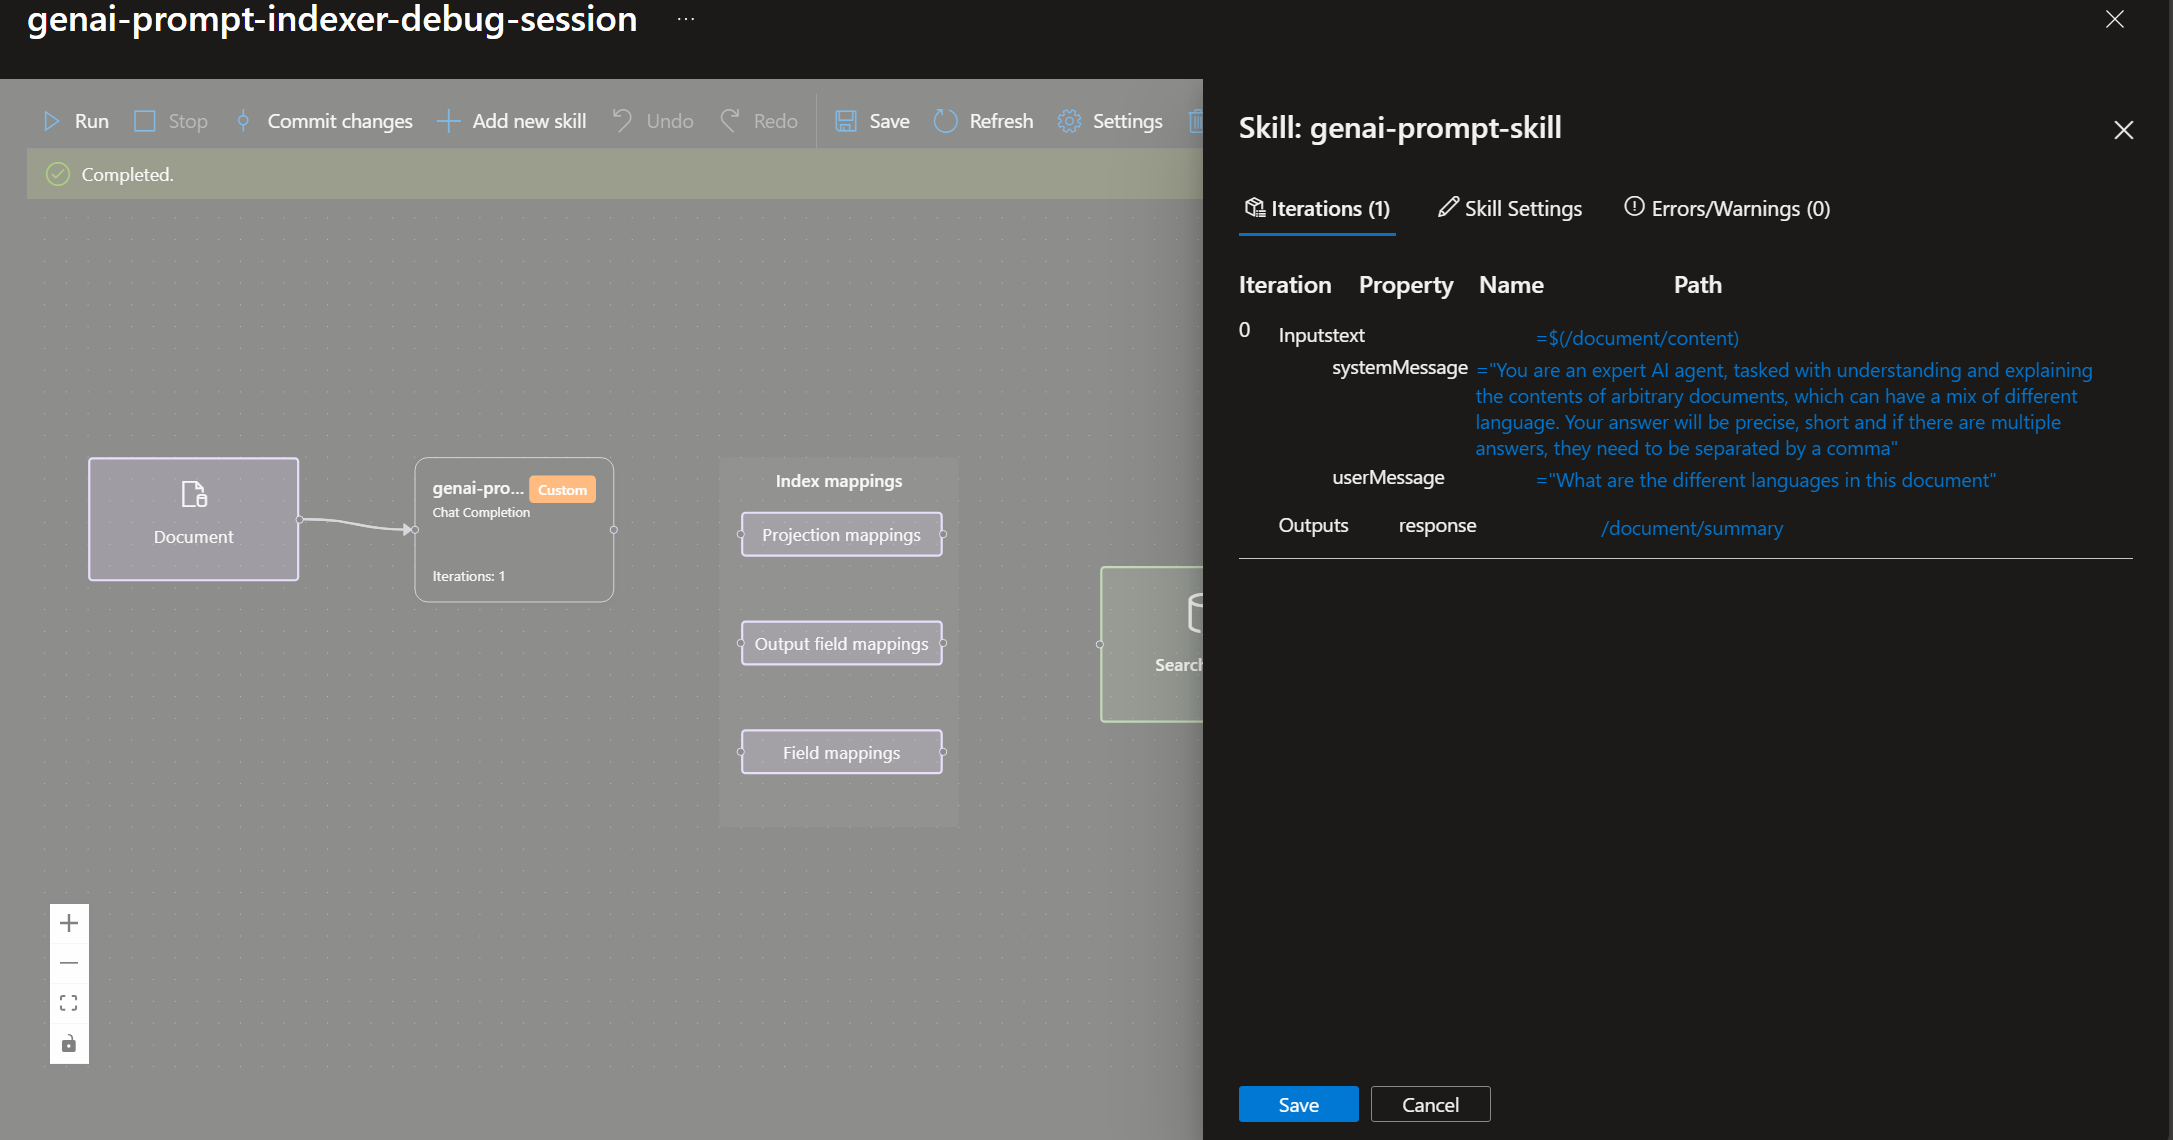 genai-prompt-indexer-debug-session ...
Run Stop Commit changes Add new skill Undo Redo Save Refresh Settings
Completed.
Document
genai-pro... Custom
Chat Completion
Iterations: 1
Index mappings
Projection mappings
Output field mappings
Field mappings
Search
Skill: genai-prompt-skill
Iterations (1) Skill Settings Errors/Warnings (0)
Iteration Property Name Path
0 Inputs text =$(/document/content)
systemMessage ="You are an expert AI agent, tasked with understanding and explaining
the contents of arbitrary documents, which can have a mix of different
language. Your answer will be precise, short and if there are multiple
answers, they need to be separated by a comma"
userMessage ="What are the different languages in this document"
Outputs response /document/summary
Save Cancel